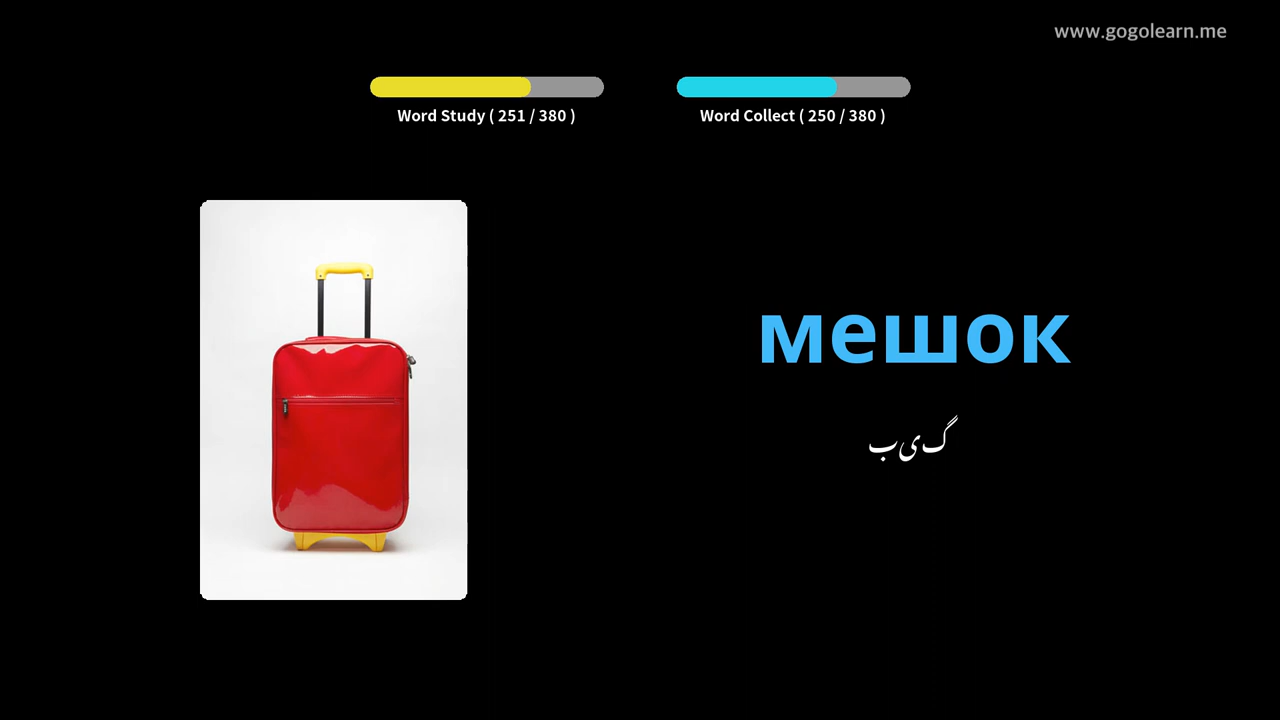 www.gogolearn.me
Word Study ( 251 / 380 )
Word Collect ( 250 / 380 )
мешок
گ‌ی‌ب